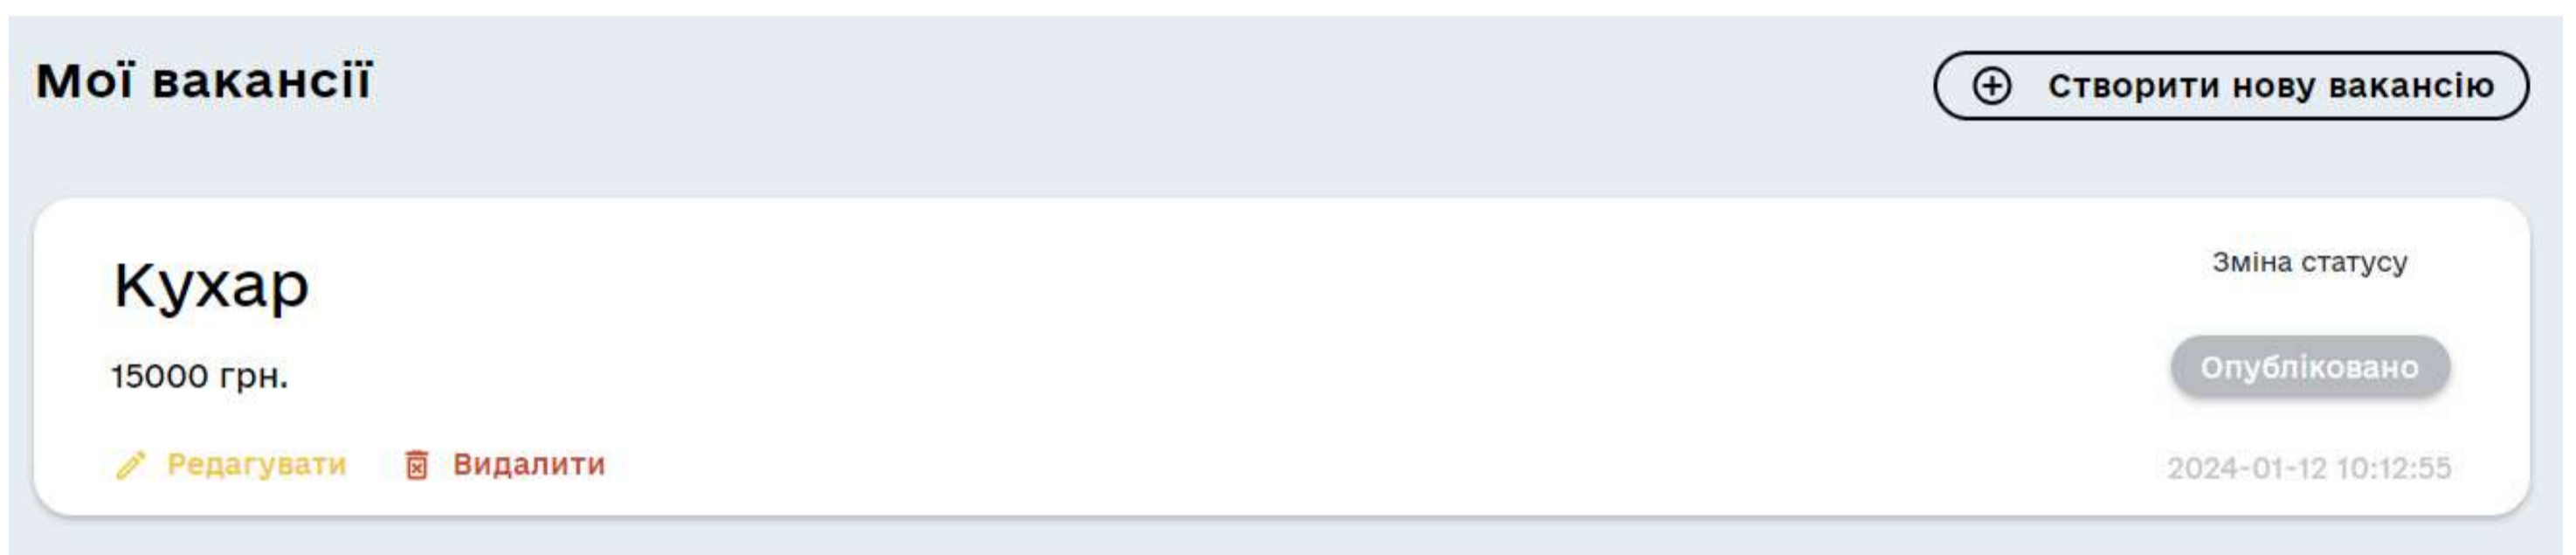 Мої вакансії
Створити нову вакансію
Кухар
Зміна статусу
15000 грн.
Опубліковано
Редагувати
Видалити
2024-01-12 10:12:55